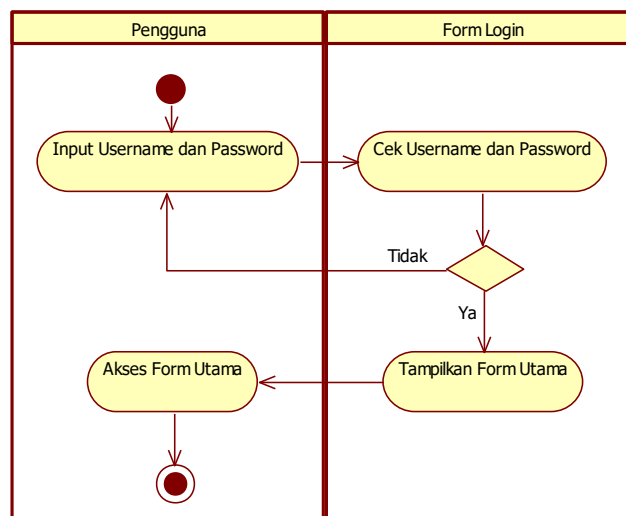 Pengguna
Form Login
Input Username dan Password
Cek Username dan Password
Tidak
Ya
Akses Form Utama
Tampilkan Form Utama